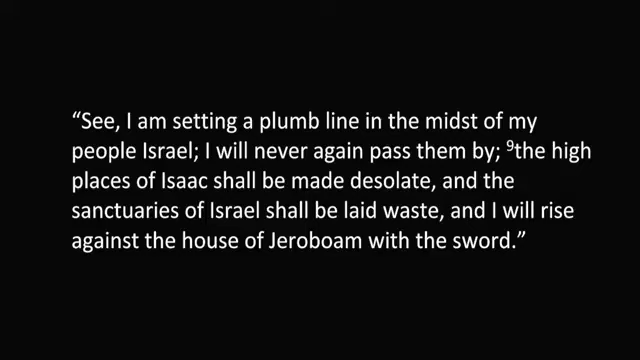 “See, I am setting a plumb line in the midst of my
people Israel; I will never again pass them by; ⁹the high
places of Isaac shall be made desolate, and the
sanctuaries of Israel shall be laid waste, and I will rise
against the house of Jeroboam with the sword.”